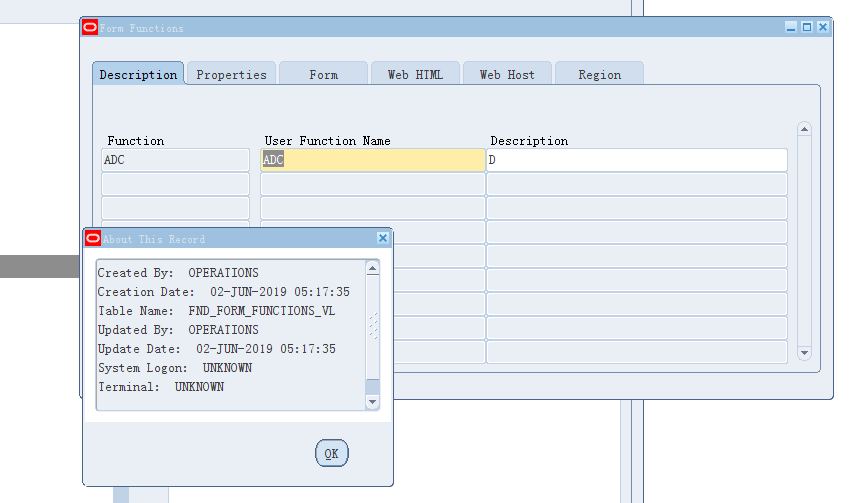 Form Functions
Description Properties Form Web HTML Web Host Region
Function User Function Name Description
ADC ADC D
About This Record
Created By: OPERATIONS
Creation Date: 02-JUN-2019 05:17:35
Table Name: FND_FORM_FUNCTIONS_VL
Updated By: OPERATIONS
Update Date: 02-JUN-2019 05:17:35
System Logon: UNKNOWN
Terminal: UNKNOWN
OK